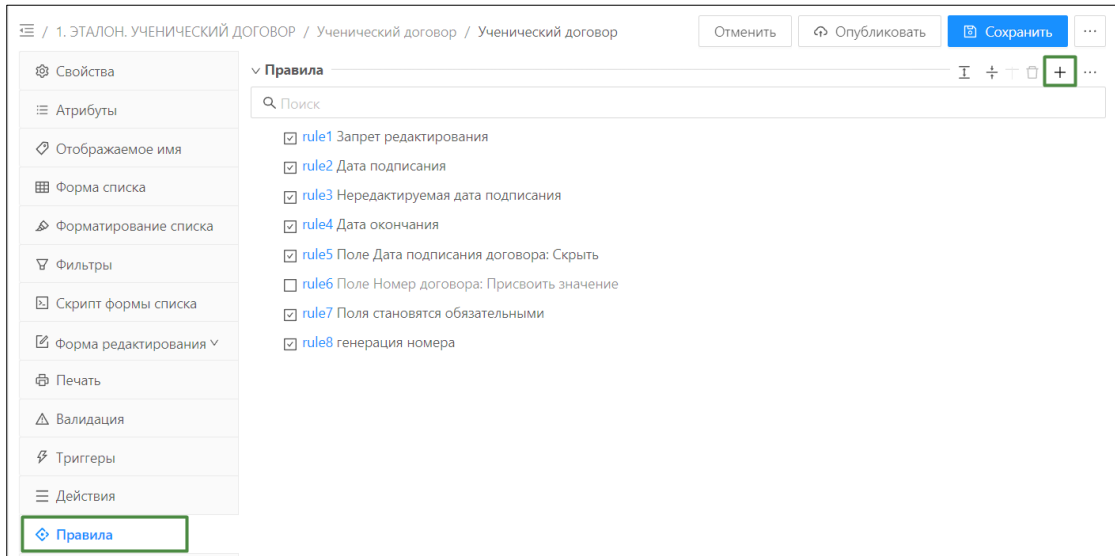 / 1. ЭТАЛОН. УЧЕНИЧЕСКИЙ ДОГОВОР / Ученический договор / Ученический договор
Отменить
Опубликовать
Сохранить
Свойства
Атрибуты
Отображаемое имя
Форма списка
Форматирование списка
Фильтры
Скрипт формы списка
Форма редактирования
Печать
Валидация
Триггеры
Действия
Правила
Правила
Поиск
rule1 Запрет редактирования
rule2 Дата подписания
rule3 Нередактируемая дата подписания
rule4 Дата окончания
rule5 Поле Дата подписания договора: Скрыть
rule6 Поле Номер договора: Присвоить значение
rule7 Поля становятся обязательными
rule8 генерация номера